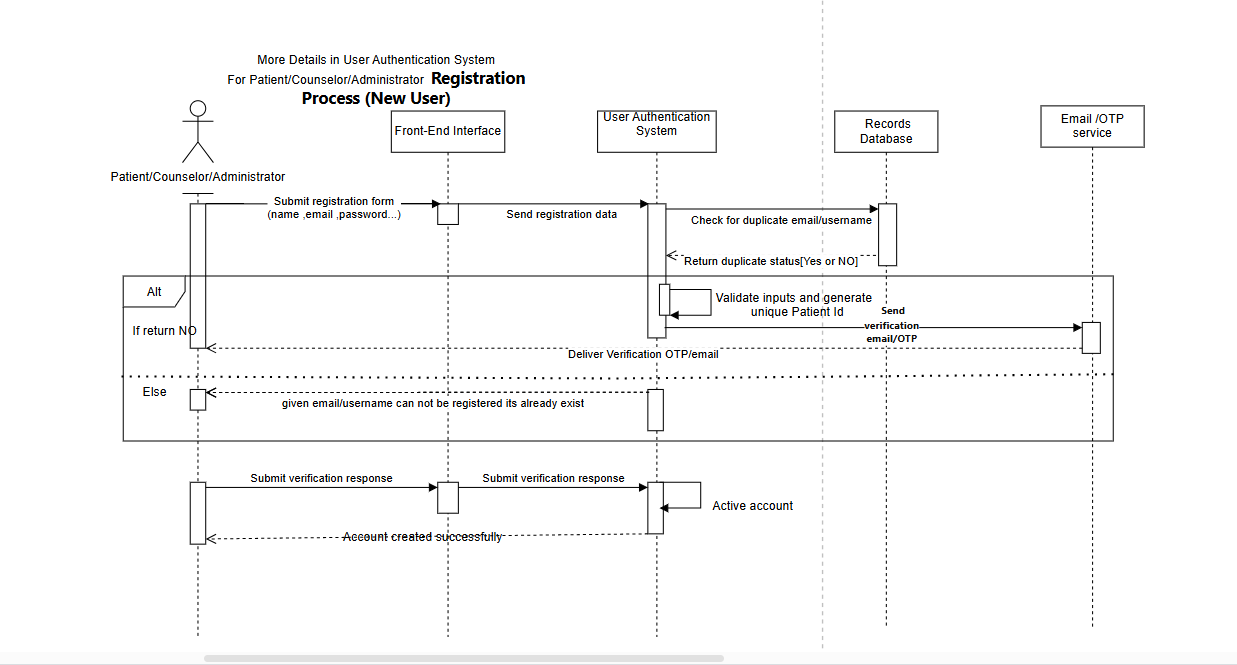 More Details in User Authentication System
For Patient/Counselor/Administrator Registration
Process (New User)
Patient/Counselor/Administrator
Front-End Interface
User Authentication
System
Records
Database
Email /OTP
service
Submit registration form
(name ,email ,password...)
Send registration data
Check for duplicate email/username
Return duplicate status[Yes or NO]
Alt
If return NO
Validate inputs and generate
unique Patient Id
Send
verification
email/OTP
Deliver Verification OTP/email
Else
given email/username can not be registered its already exist
Submit verification response
Submit verification response
Active account
Account created successfully